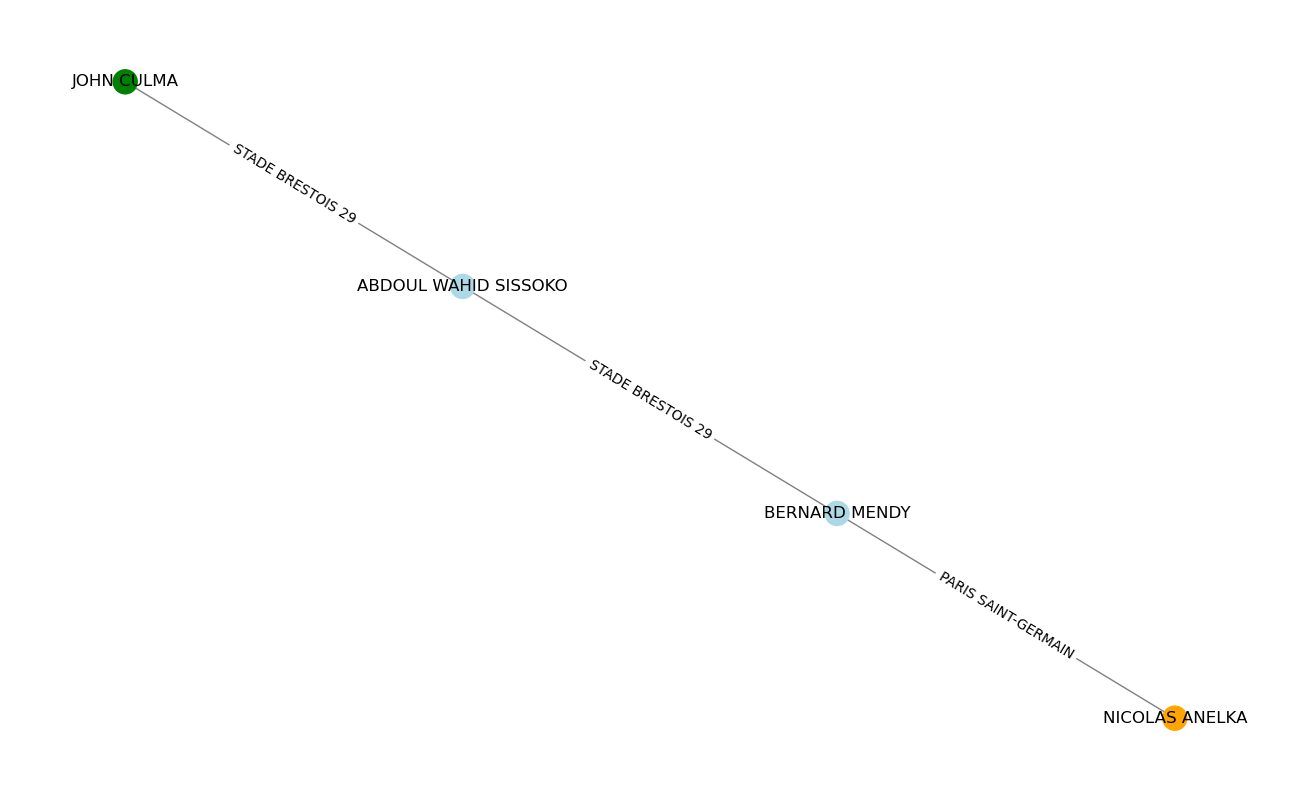 JOHN CULMA
STADE BRESTOIS 29
ABDOUL WAHID SISSOKO
STADE BRESTOIS 29
BERNARD MENDY
PARIS SAINT-GERMAIN
NICOLAS ANELKA